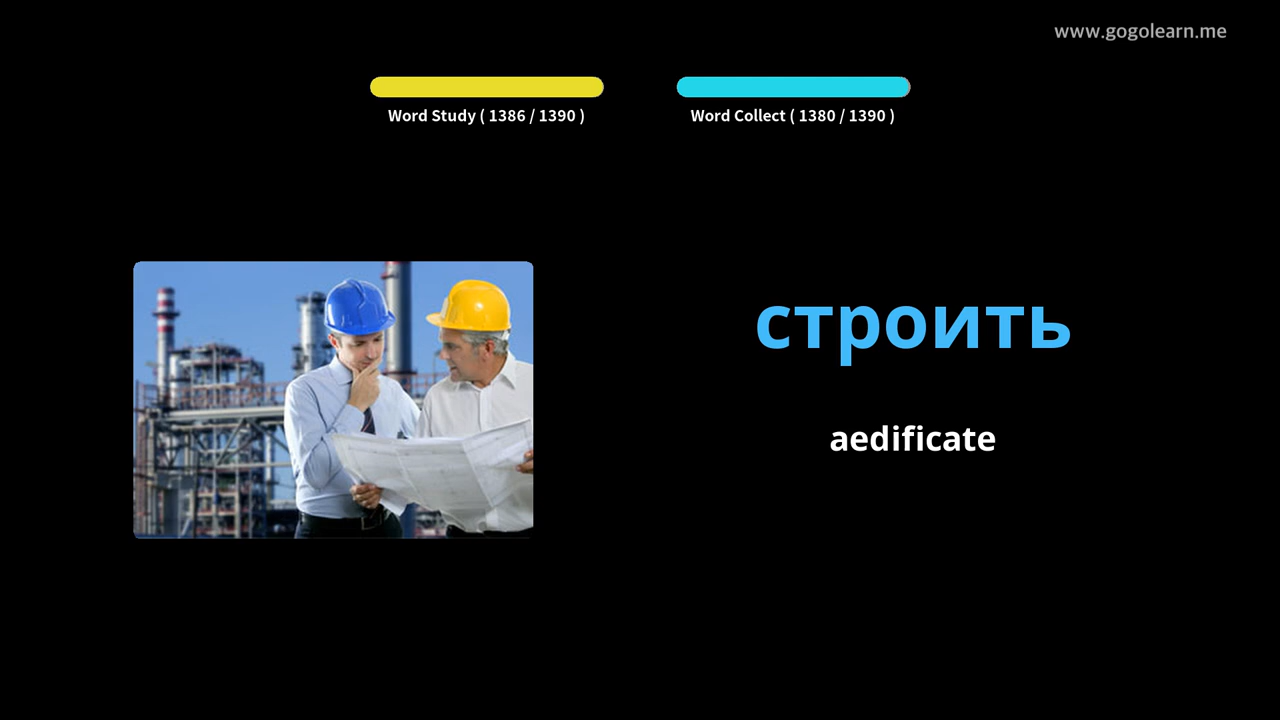 www.gogolearn.me
Word Study ( 1386 / 1390 )
Word Collect ( 1380 / 1390 )
строить
aedificate